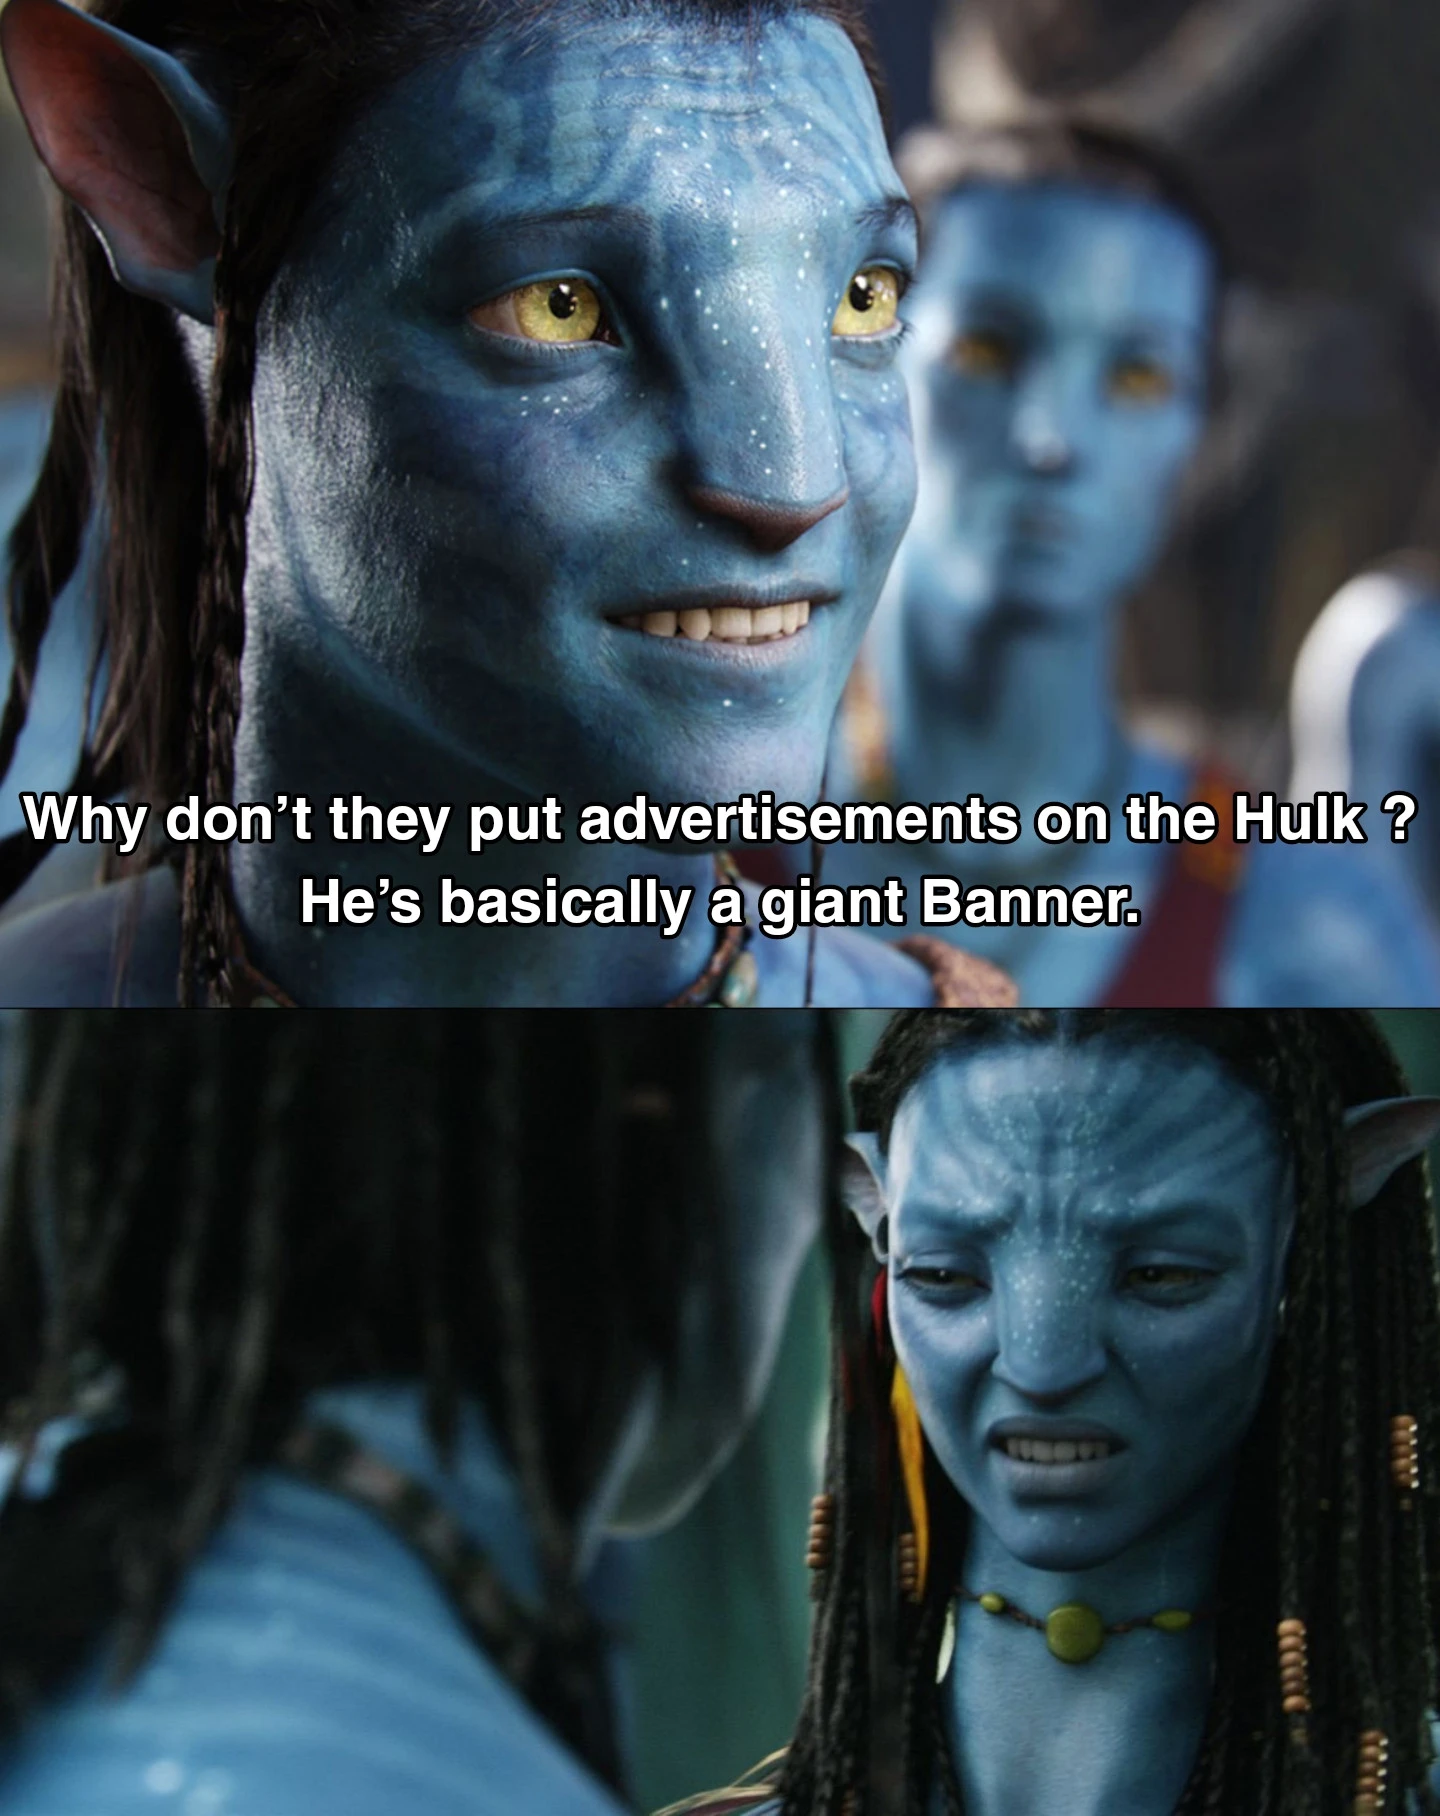 Why don’t they put advertisements on the Hulk ?
He’s basically a giant Banner.